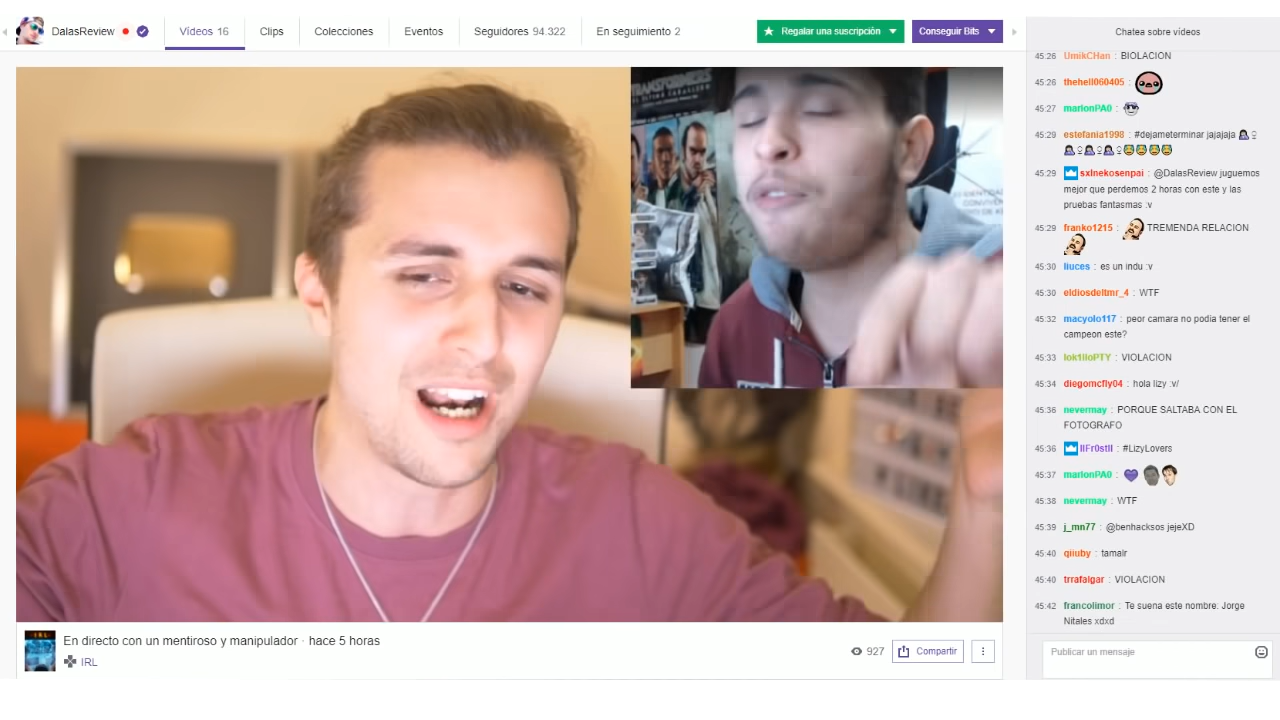 DalasReview
Vídeos 16
Clips
Colecciones
Eventos
Seguidores 94.322
En seguimiento 2
Regalar una suscripción
Conseguir Bits
TRANSFORMERS
En directo con un mentiroso y manipulador · hace 5 horas
IRL
927
Compartir
Chatea sobre vídeos
45:26 UmikCHan : BIOLACION
45:26 thehell060405 :
45:27 marlonPA0 :
45:29 estefania1998 : #dejameterminar jajajaja
45:29 sxlnekosenpai : @DalasReview juguemos
mejor que perdemos 2 horas con este y las
pruebas fantasmas :v
45:29 franko1215 : TREMENDA RELACION
45:30 liuces : es un indu :v
45:30 eldiosdeltmr_4 : WTF
45:32 macyolo117 : peor camara no podia tener el
campeon este?
45:33 lok1lloPTY : VIOLACION
45:34 diegomcfly04 : hola lizy :v/
45:36 nevermay : PORQUE SALTABA CON EL
FOTOGRAFO
45:36 llFr0stll : #LizyLovers
45:37 marlonPA0 :
45:38 nevermay : WTF
45:39 j_mn77 : @benhacksos jejeXD
45:40 qiiuby : tamalr
45:40 trrafalgar : VIOLACION
45:42 francolimor : Te suena este nombre: Jorge
Nitales xdxd
Publicar un mensaje